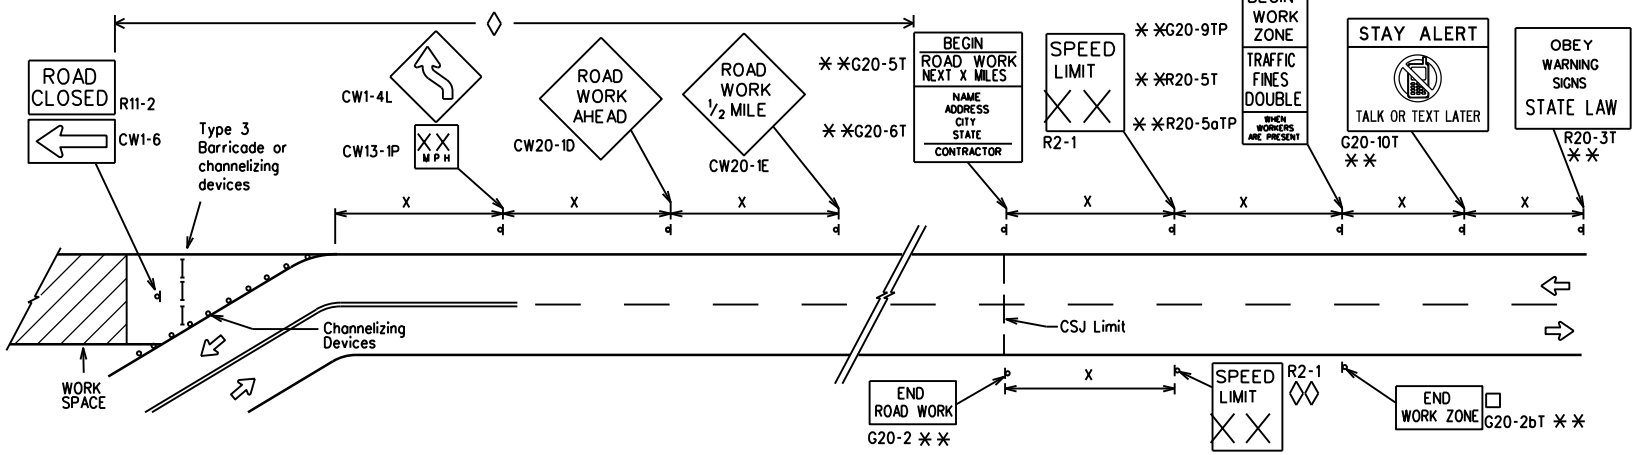 ROAD
CLOSED
R11-2
CW1-6
Type 3
Barricade or
channelizing
devices
CW1-4L
XX
MPH
CW13-1P
ROAD
WORK
AHEAD
CW20-1D
ROAD
WORK
1/2 MILE
CW20-1E
**G20-5T
BEGIN
ROAD WORK
NEXT X MILES
**G20-6T
NAME
ADDRESS
CITY
STATE
CONTRACTOR
SPEED
LIMIT
XX
R2-1
**G20-9TP
BEGIN
WORK
ZONE
**R20-5T
TRAFFIC
FINES
DOUBLE
**R20-5aTP
WHEN
WORKERS
ARE PRESENT
STAY ALERT
TALK OR TEXT LATER
G20-10T
**
OBEY
WARNING
SIGNS
STATE LAW
R20-3T
**
X
X
X
X
X
X
X
Channelizing
Devices
WORK
SPACE
CSJ Limit
X
END
ROAD WORK
G20-2 **
SPEED
LIMIT
XX
R2-1
END
WORK ZONE
G20-2bT **